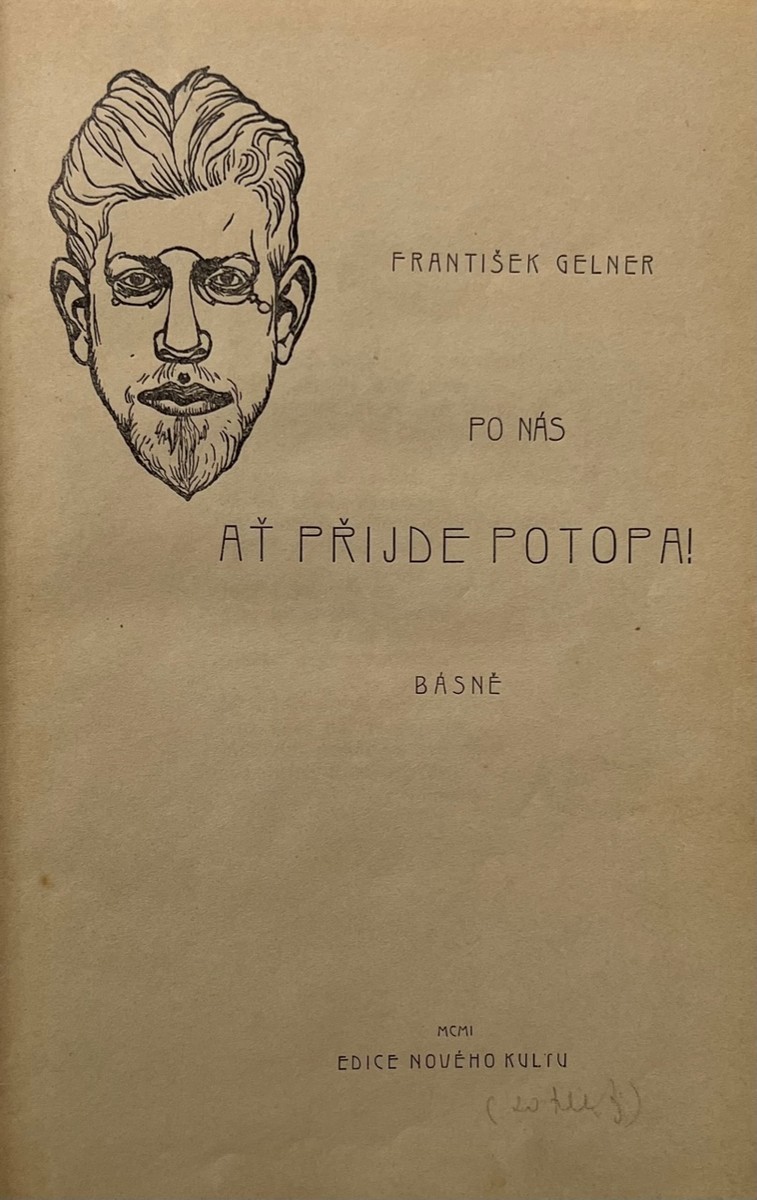 FRANTIŠEK GELNER
PO NÁS
AŤ PŘIJDE POTOPA!
BÁSNĚ
MCMI
EDICE NOVÉHO KULTU